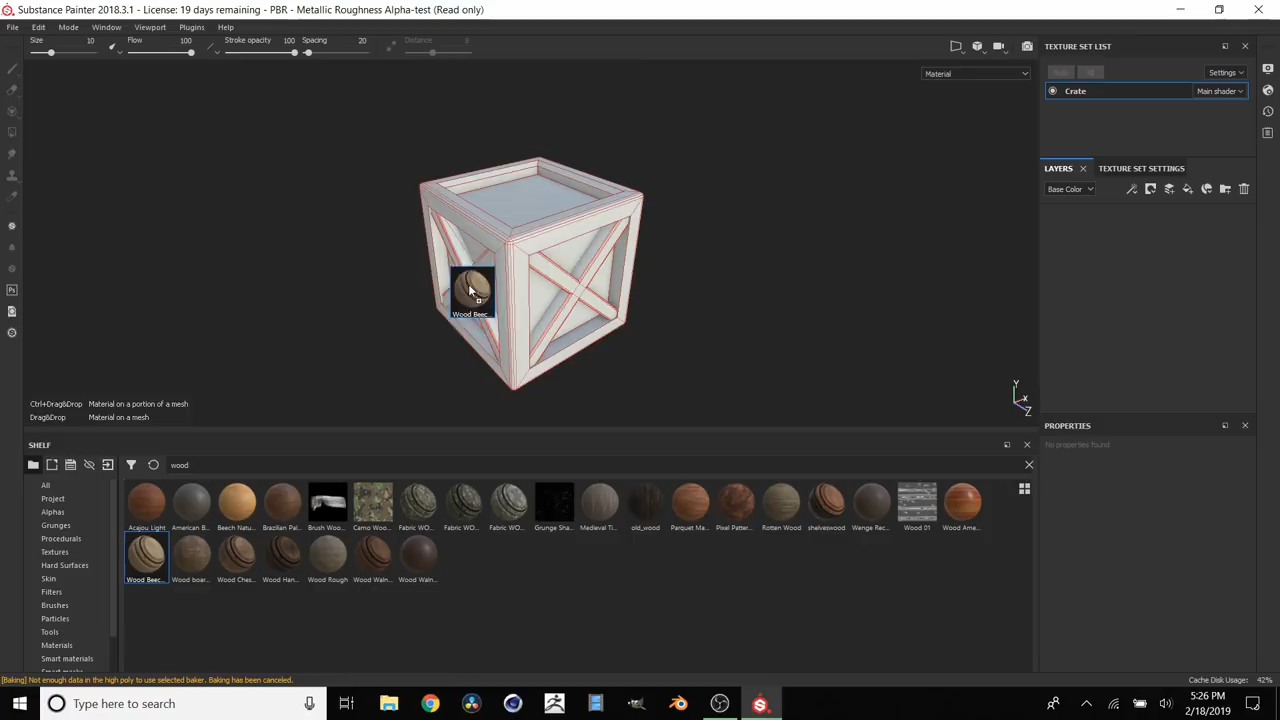 Substance Painter 2018.3.1 - License: 19 days remaining - PBR - Metallic Roughness Alpha-test (Read only)
File Edit Mode Window Viewport Plugins Help
Size 10 Flow 100 Stroke opacity 100 Spacing 20 Distance
TEXTURE SET LIST
Material
Settings
Crate Main shader
LAYERS TEXTURE SET SETTINGS
Base Color
Wood Beec...
Ctrl+Drag&Drop Material on a portion of a mesh
Drag&Drop Material on a mesh
Y
X
Z
PROPERTIES
No properties found
SHELF
wood
All
Project
Alphas
Grunges
Procedurals
Textures
Hard Surfaces
Skin
Filters
Brushes
Particles
Tools
Materials
Smart materials
Acajou Light American B... Beech Natu... Brazilian Pal... Brush Woo... Camo Woo... Fabric WO... Fabric WO... Fabric WO... Grunge Sha... Medieval Ti... old_wood Parquet Ma... Pixel Patter... Rotten Wood shelveswood Wenge Rec... Wood 01 Wood Ame...
Wood Beec... Wood boar... Wood Ches... Wood Han... Wood Rough Wood Waln... Wood Waln...
[Baking] Not enough data in the high poly to use selected baker. Baking has been canceled.
Cache Disk Usage: 42%
Type here to search
5:26 PM
2/18/2019